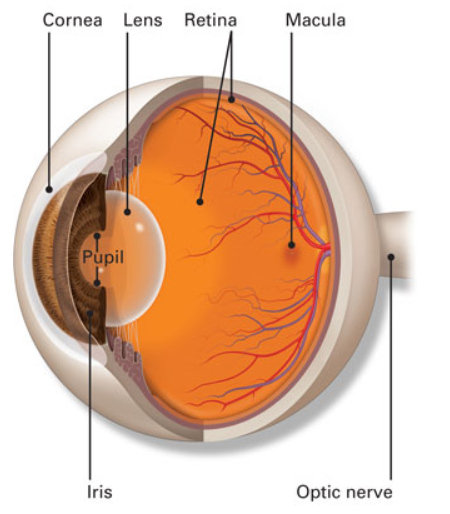 Cornea Lens Retina Macula
Pupil
Iris Optic nerve